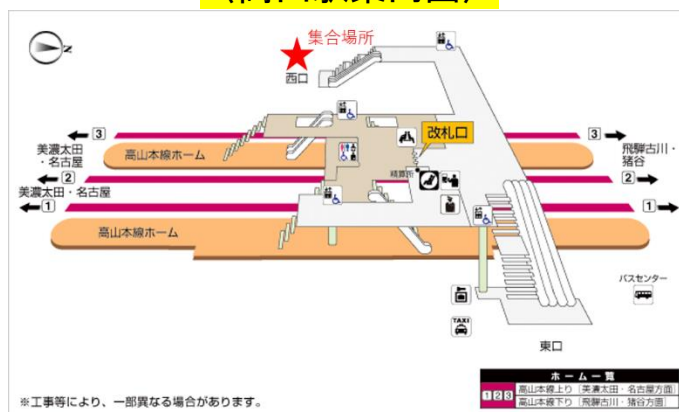 集合場所
西口
N
改札口
3
3
美濃太田
・名古屋
高山本線ホーム
飛騨古川・
猪谷
2
2
精算所
美濃太田・名古屋
1
1
高山本線ホーム
バスセンター
TAXI
東口
ホーム一覧
1 2 3
高山本線上り [美濃太田・名古屋方面]
高山本線下り [飛騨古川・猪谷方面]
※工事等により、一部異なる場合があります。